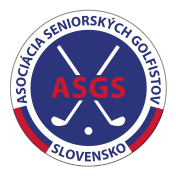 ASOCIÁCIA SENIORSKÝCH GOLFISTOV
ASGS
SLOVENSKO